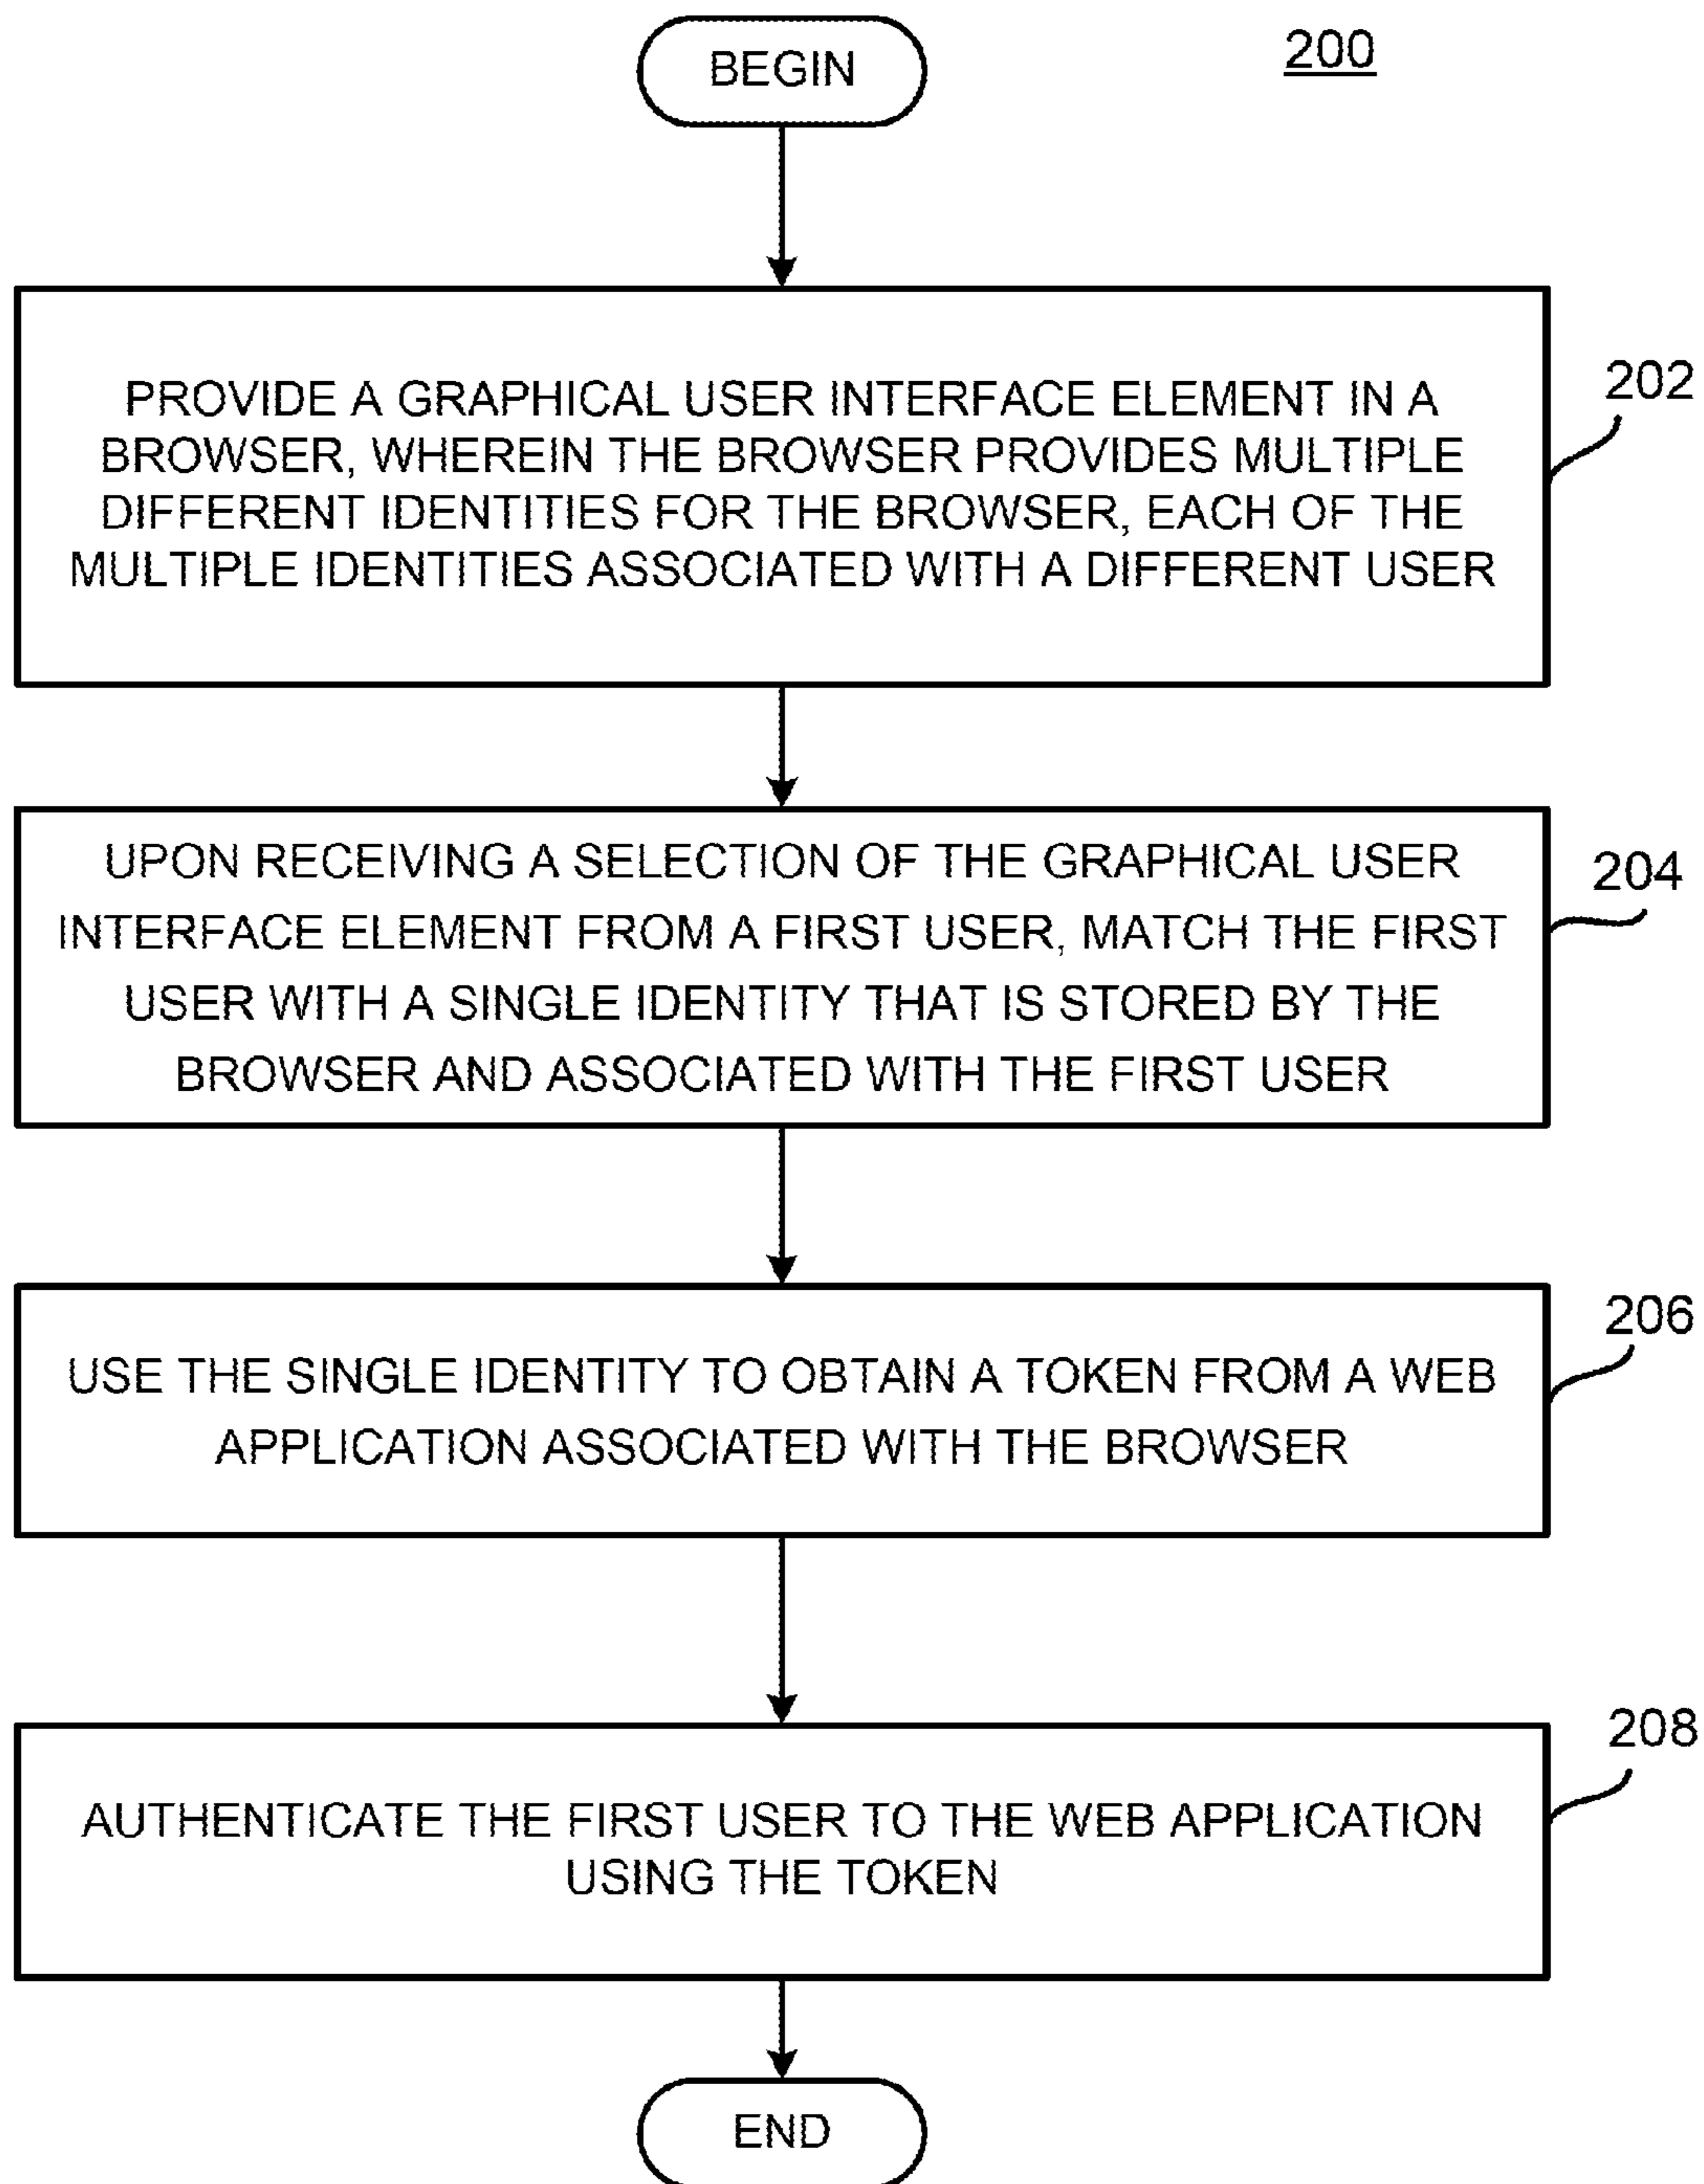 BEGIN
200
PROVIDE A GRAPHICAL USER INTERFACE ELEMENT IN A
BROWSER, WHEREIN THE BROWSER PROVIDES MULTIPLE
DIFFERENT IDENTITIES FOR THE BROWSER, EACH OF THE
MULTIPLE IDENTITIES ASSOCIATED WITH A DIFFERENT USER
202
UPON RECEIVING A SELECTION OF THE GRAPHICAL USER
INTERFACE ELEMENT FROM A FIRST USER, MATCH THE FIRST
USER WITH A SINGLE IDENTITY THAT IS STORED BY THE
BROWSER AND ASSOCIATED WITH THE FIRST USER
204
USE THE SINGLE IDENTITY TO OBTAIN A TOKEN FROM A WEB
APPLICATION ASSOCIATED WITH THE BROWSER
206
AUTHENTICATE THE FIRST USER TO THE WEB APPLICATION
USING THE TOKEN
208
END